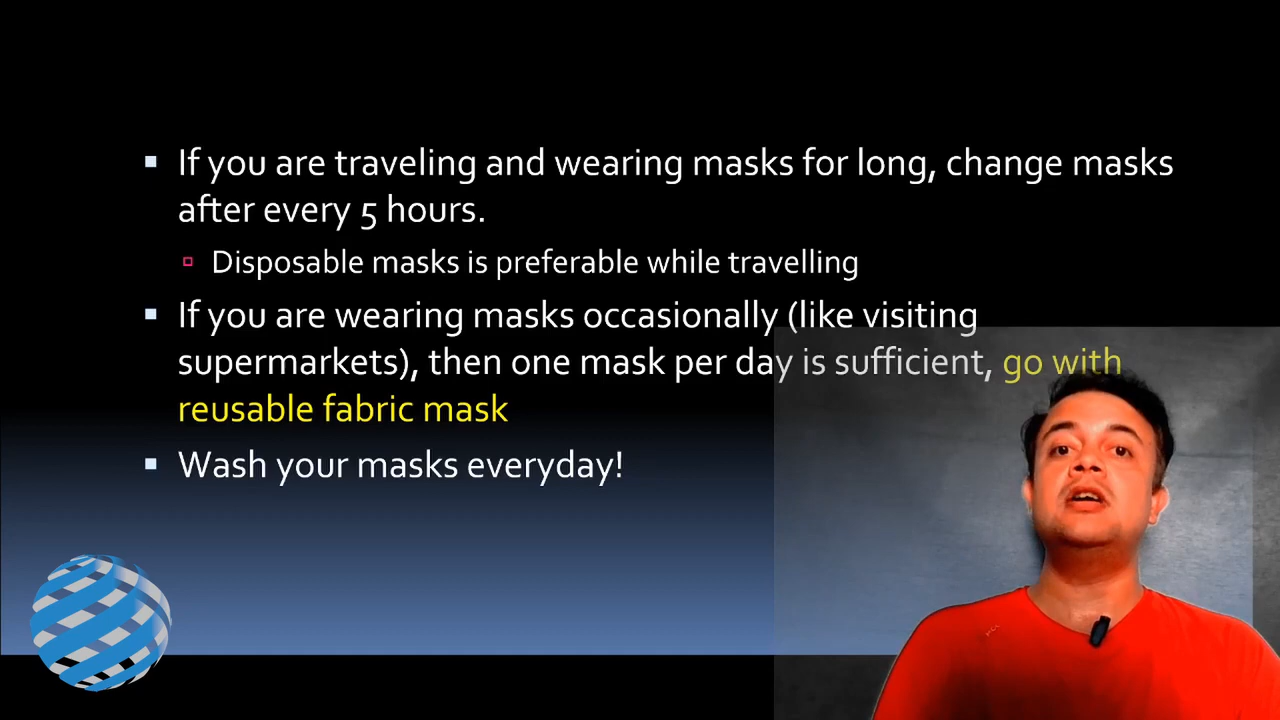 If you are traveling and wearing masks for long, change masks
after every 5 hours.
Disposable masks is preferable while travelling
If you are wearing masks occasionally (like visiting
supermarkets), then one mask per day is sufficient, go with
reusable fabric mask
Wash your masks everyday!